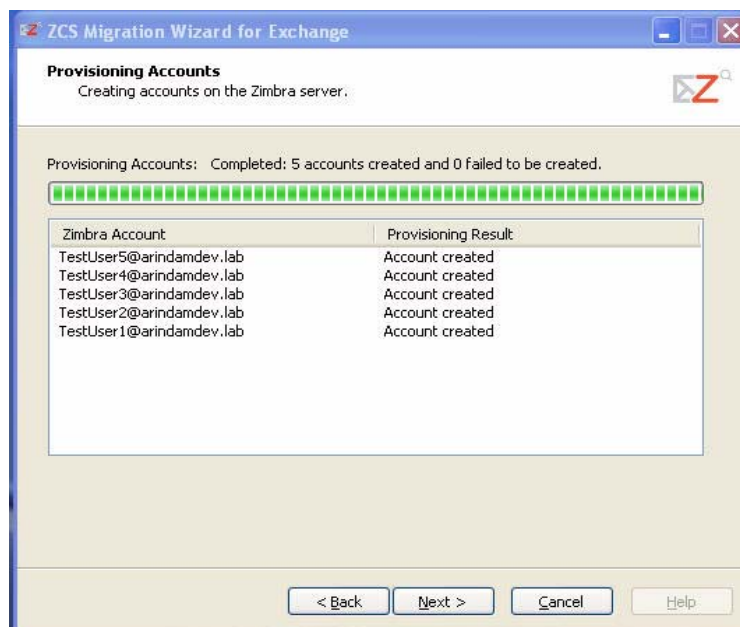 ZCS Migration Wizard for Exchange
Provisioning Accounts
Creating accounts on the Zimbra server.
Provisioning Accounts: Completed: 5 accounts created and 0 failed to be created.
Zimbra Account Provisioning Result
TestUser5@arindamdev.lab Account created
TestUser4@arindamdev.lab Account created
TestUser3@arindamdev.lab Account created
TestUser2@arindamdev.lab Account created
TestUser1@arindamdev.lab Account created
< Back Next > Cancel Help